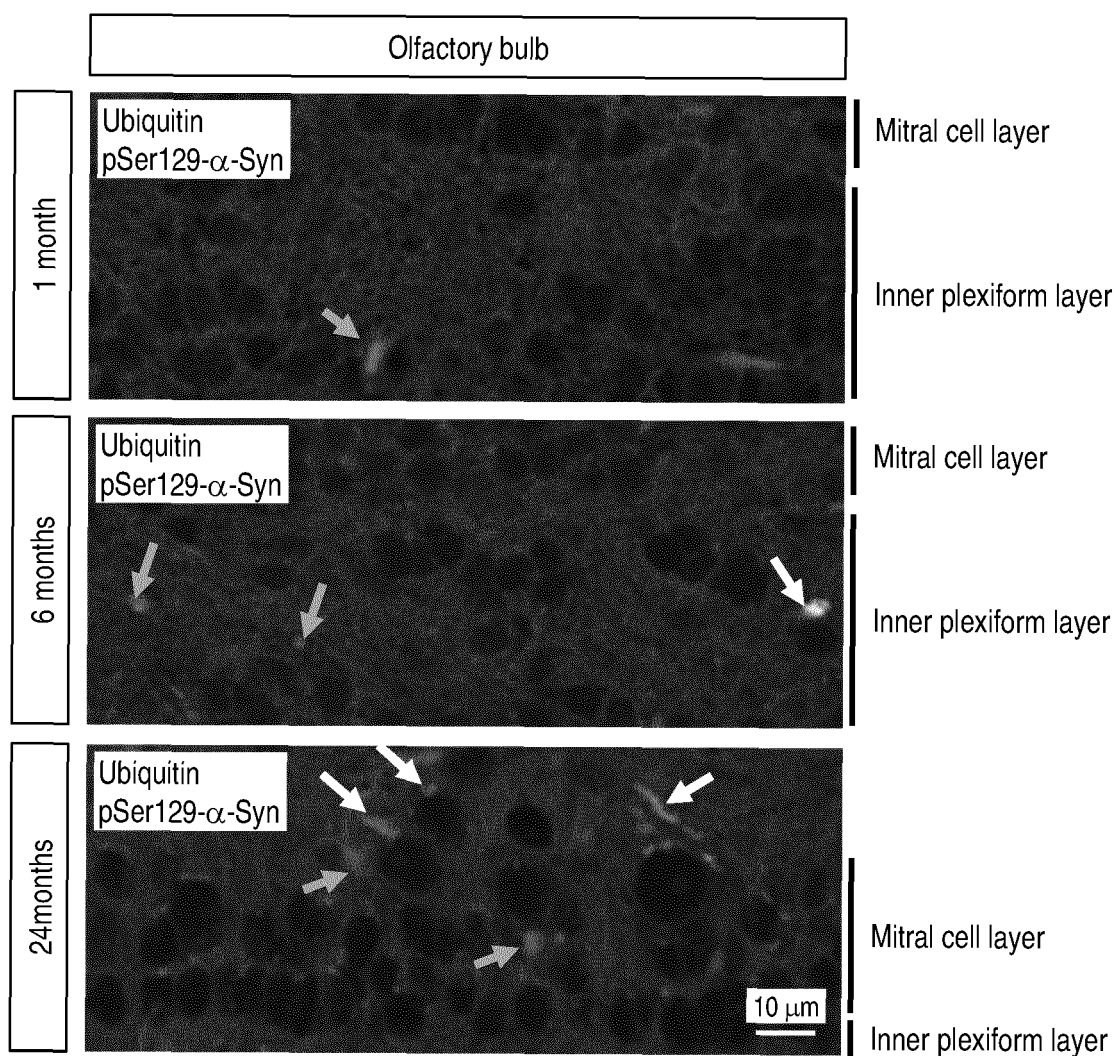 Olfactory bulb
1 month
Ubiquitin
pSer129-α-Syn
Mitral cell layer
Inner plexiform layer
6 months
Ubiquitin
pSer129-α-Syn
Mitral cell layer
Inner plexiform layer
24months
Ubiquitin
pSer129-α-Syn
Mitral cell layer
10 μm
Inner plexiform layer